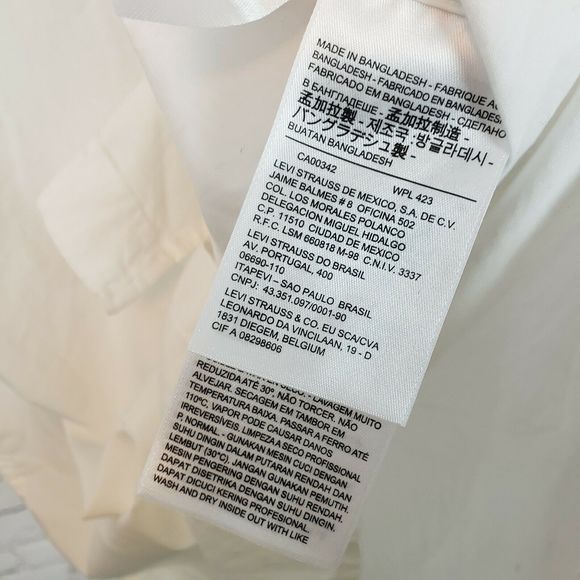 MADE IN BANGLADESH - FABRIQUE AU
BANGLADESH - FABRICADO EN BANGLADESH
FABRICADO EM BANGLADESH - СДЕЛАНО
В БАНГЛАДЕШЕ - 孟加拉制造 -
孟加拉製 - 제조국, 방글라데시 -
バングラデシュ製 -
BUATAN BANGLADESH
CA00342 WPL 423
LEVI STRAUSS DE MEXICO, S.A. DE C.V.
JAIME BALMES # 8 OFICINA 502
COL. LOS MORALES POLANCO
DELEGACION MIGUEL HIDALGO
C.P. 11510 CIUDAD DE MEXICO
R.F.C. LSM 660818 M-98 C.N.I.V. 3337
LEVI STRAUSS DO BRASIL
AV. PORTUGAL, 400
06690-110
ITAPEVI - SAO PAULO BRASIL
CNPJ: 43.351.097/0001-90
LEVI STRAUSS & CO. EU SCA/CVA
LEONARDO DA VINCILAAN, 19 - D
1831 DIEGEM, BELGIUM
CIF A 08298606
LAVAGEM MUITO
REDUZIDA ATÉ 30º. NÃO TORCER. NÃO
ALVEJAR. SECAGEM EM TAMBOR EM
TEMPERATURA BAIXA. PASSAR A FERRO ATÉ
110ºC. VAPOR PODE CAUSAR DANOS
IRREVERSÍVEIS. LIMPEZA A SECO PROFISSIONAL
P, NORMAL. - GUNAKAN MESIN CUCI DENGAN
SUHU DINGIN DALAM PUTARAN RENDAH DAN
LEMBUT (30°C). JANGAN GUNAKAN PEMUTIH.
MESIN PENGERING DENGAN SUHU RENDAH.
DAPAT DISETRIKA DENGAN SUHU DINGIN.
DAPAT DICUCI KERING PROFESIONAL.
WASH AND DRY INSIDE OUT WITH LIKE